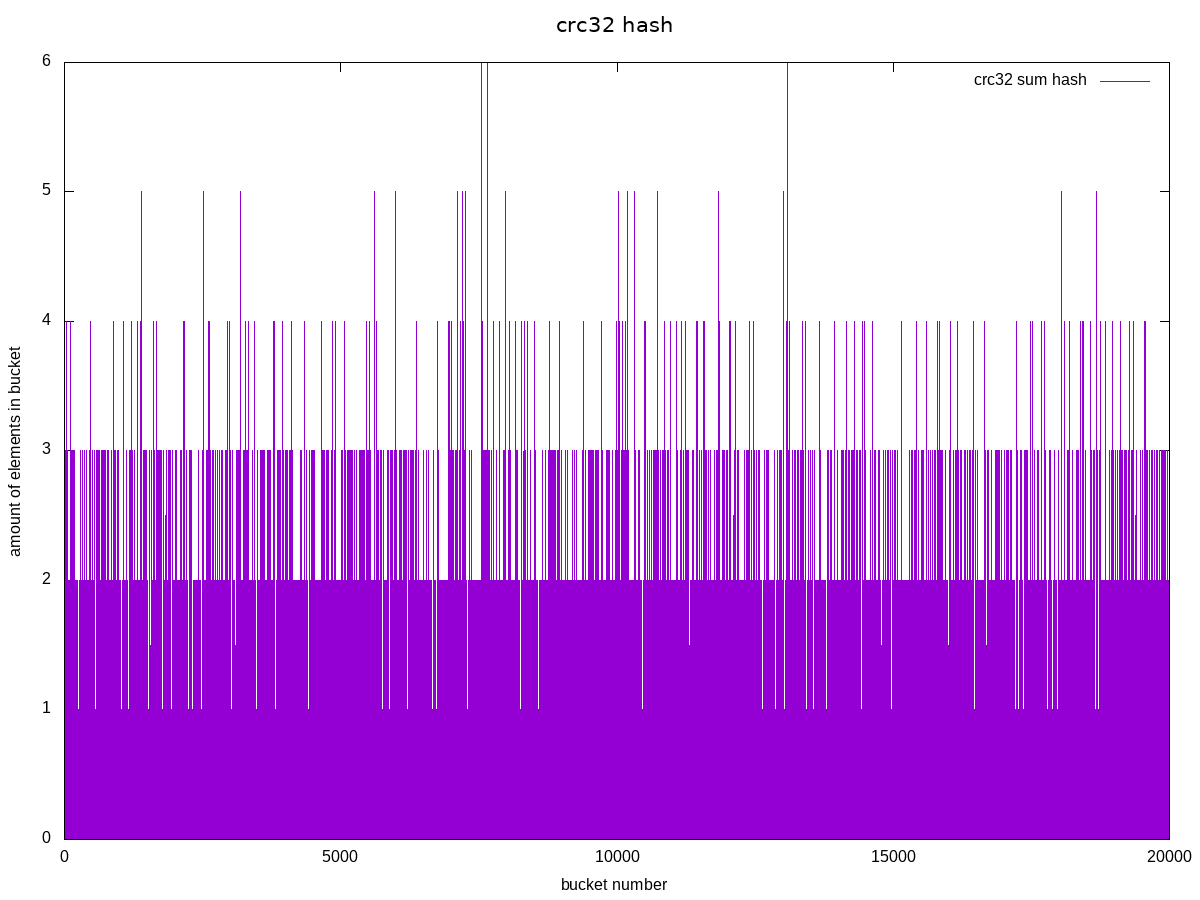 crc32 hash
crc32 sum hash
6
5
4
3
2
1
0
amount of elements in bucket
0 5000 10000 15000 20000
bucket number